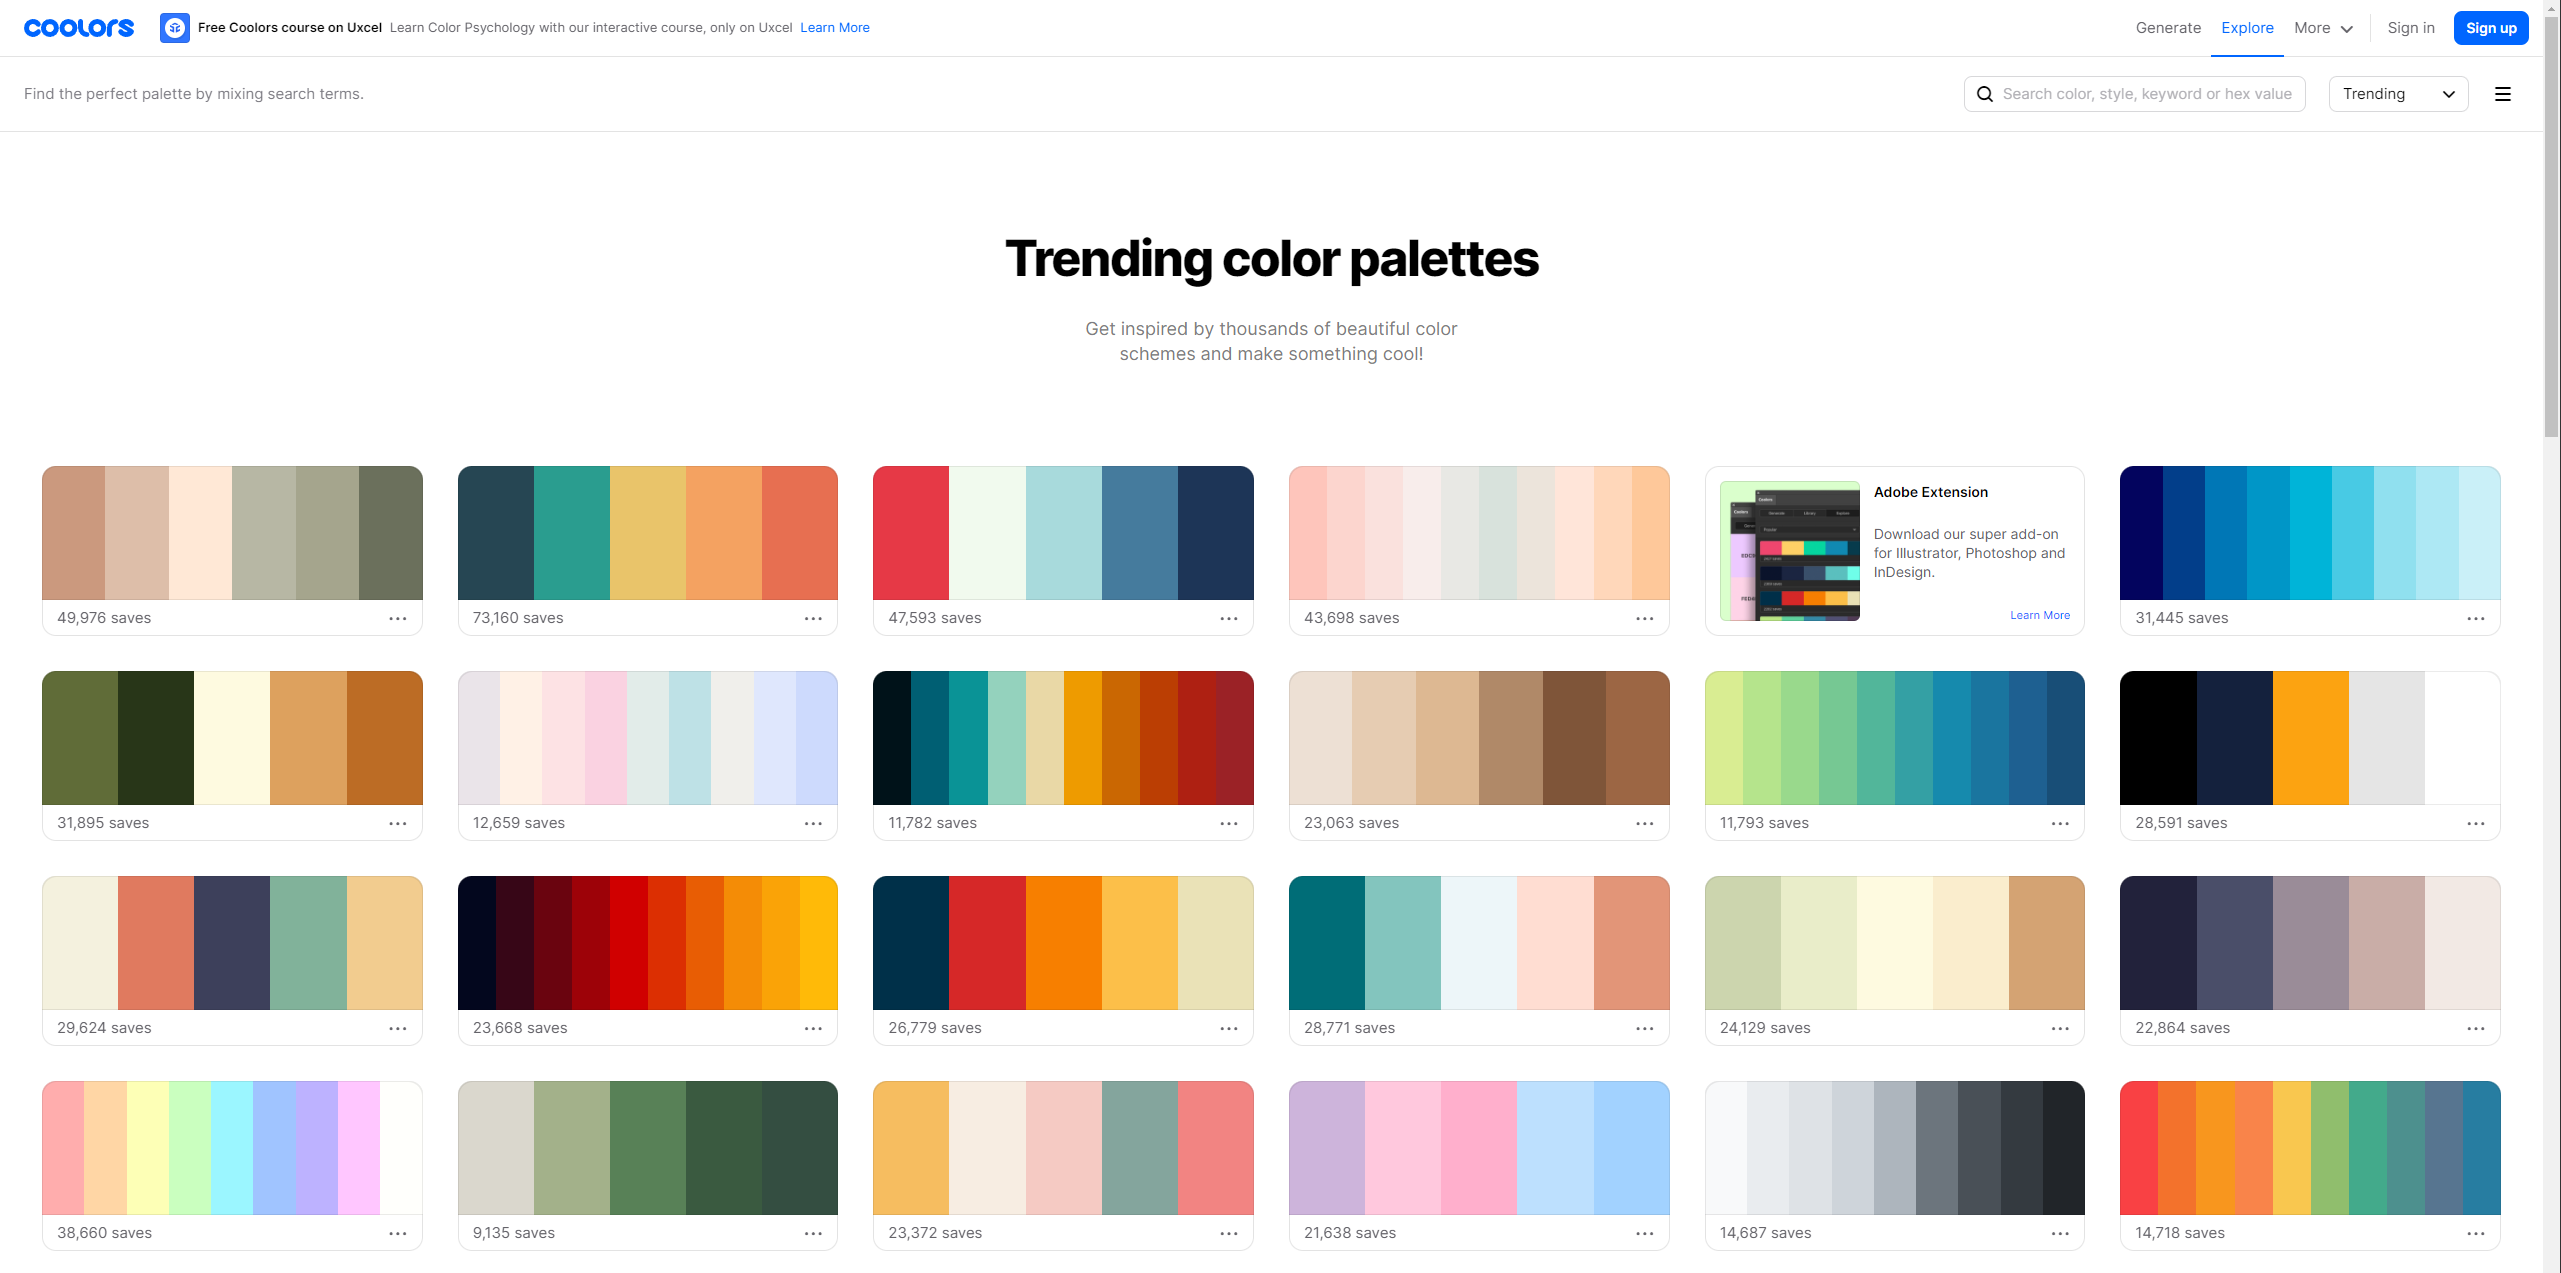 coolors
Free Coolors course on Uxcel Learn Color Psychology with our interactive course, only on Uxcel Learn More
Generate Explore More Sign in Sign up
Find the perfect palette by mixing search terms.
Search color, style, keyword or hex value
Trending
Trending color palettes
Get inspired by thousands of beautiful color
schemes and make something cool!
Adobe Extension
Download our super add-on
for Illustrator, Photoshop and
InDesign.
Learn More
49,976 saves
73,160 saves
47,593 saves
43,698 saves
31,445 saves
31,895 saves
12,659 saves
11,782 saves
23,063 saves
11,793 saves
28,591 saves
29,624 saves
23,668 saves
26,779 saves
28,771 saves
24,129 saves
22,864 saves
38,660 saves
9,135 saves
23,372 saves
21,638 saves
14,687 saves
14,718 saves